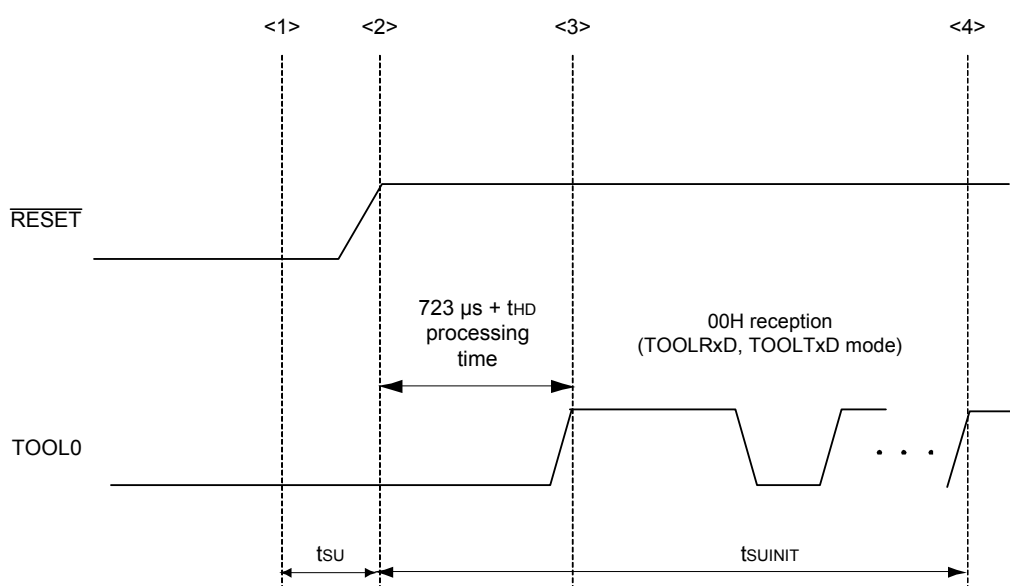 <1> <2> <3> <4>
RESET
723 µs + tHD
processing
time
00H reception
(TOOLRxD, TOOLTxD mode)
TOOL0
. . .
tSU tSUINIT